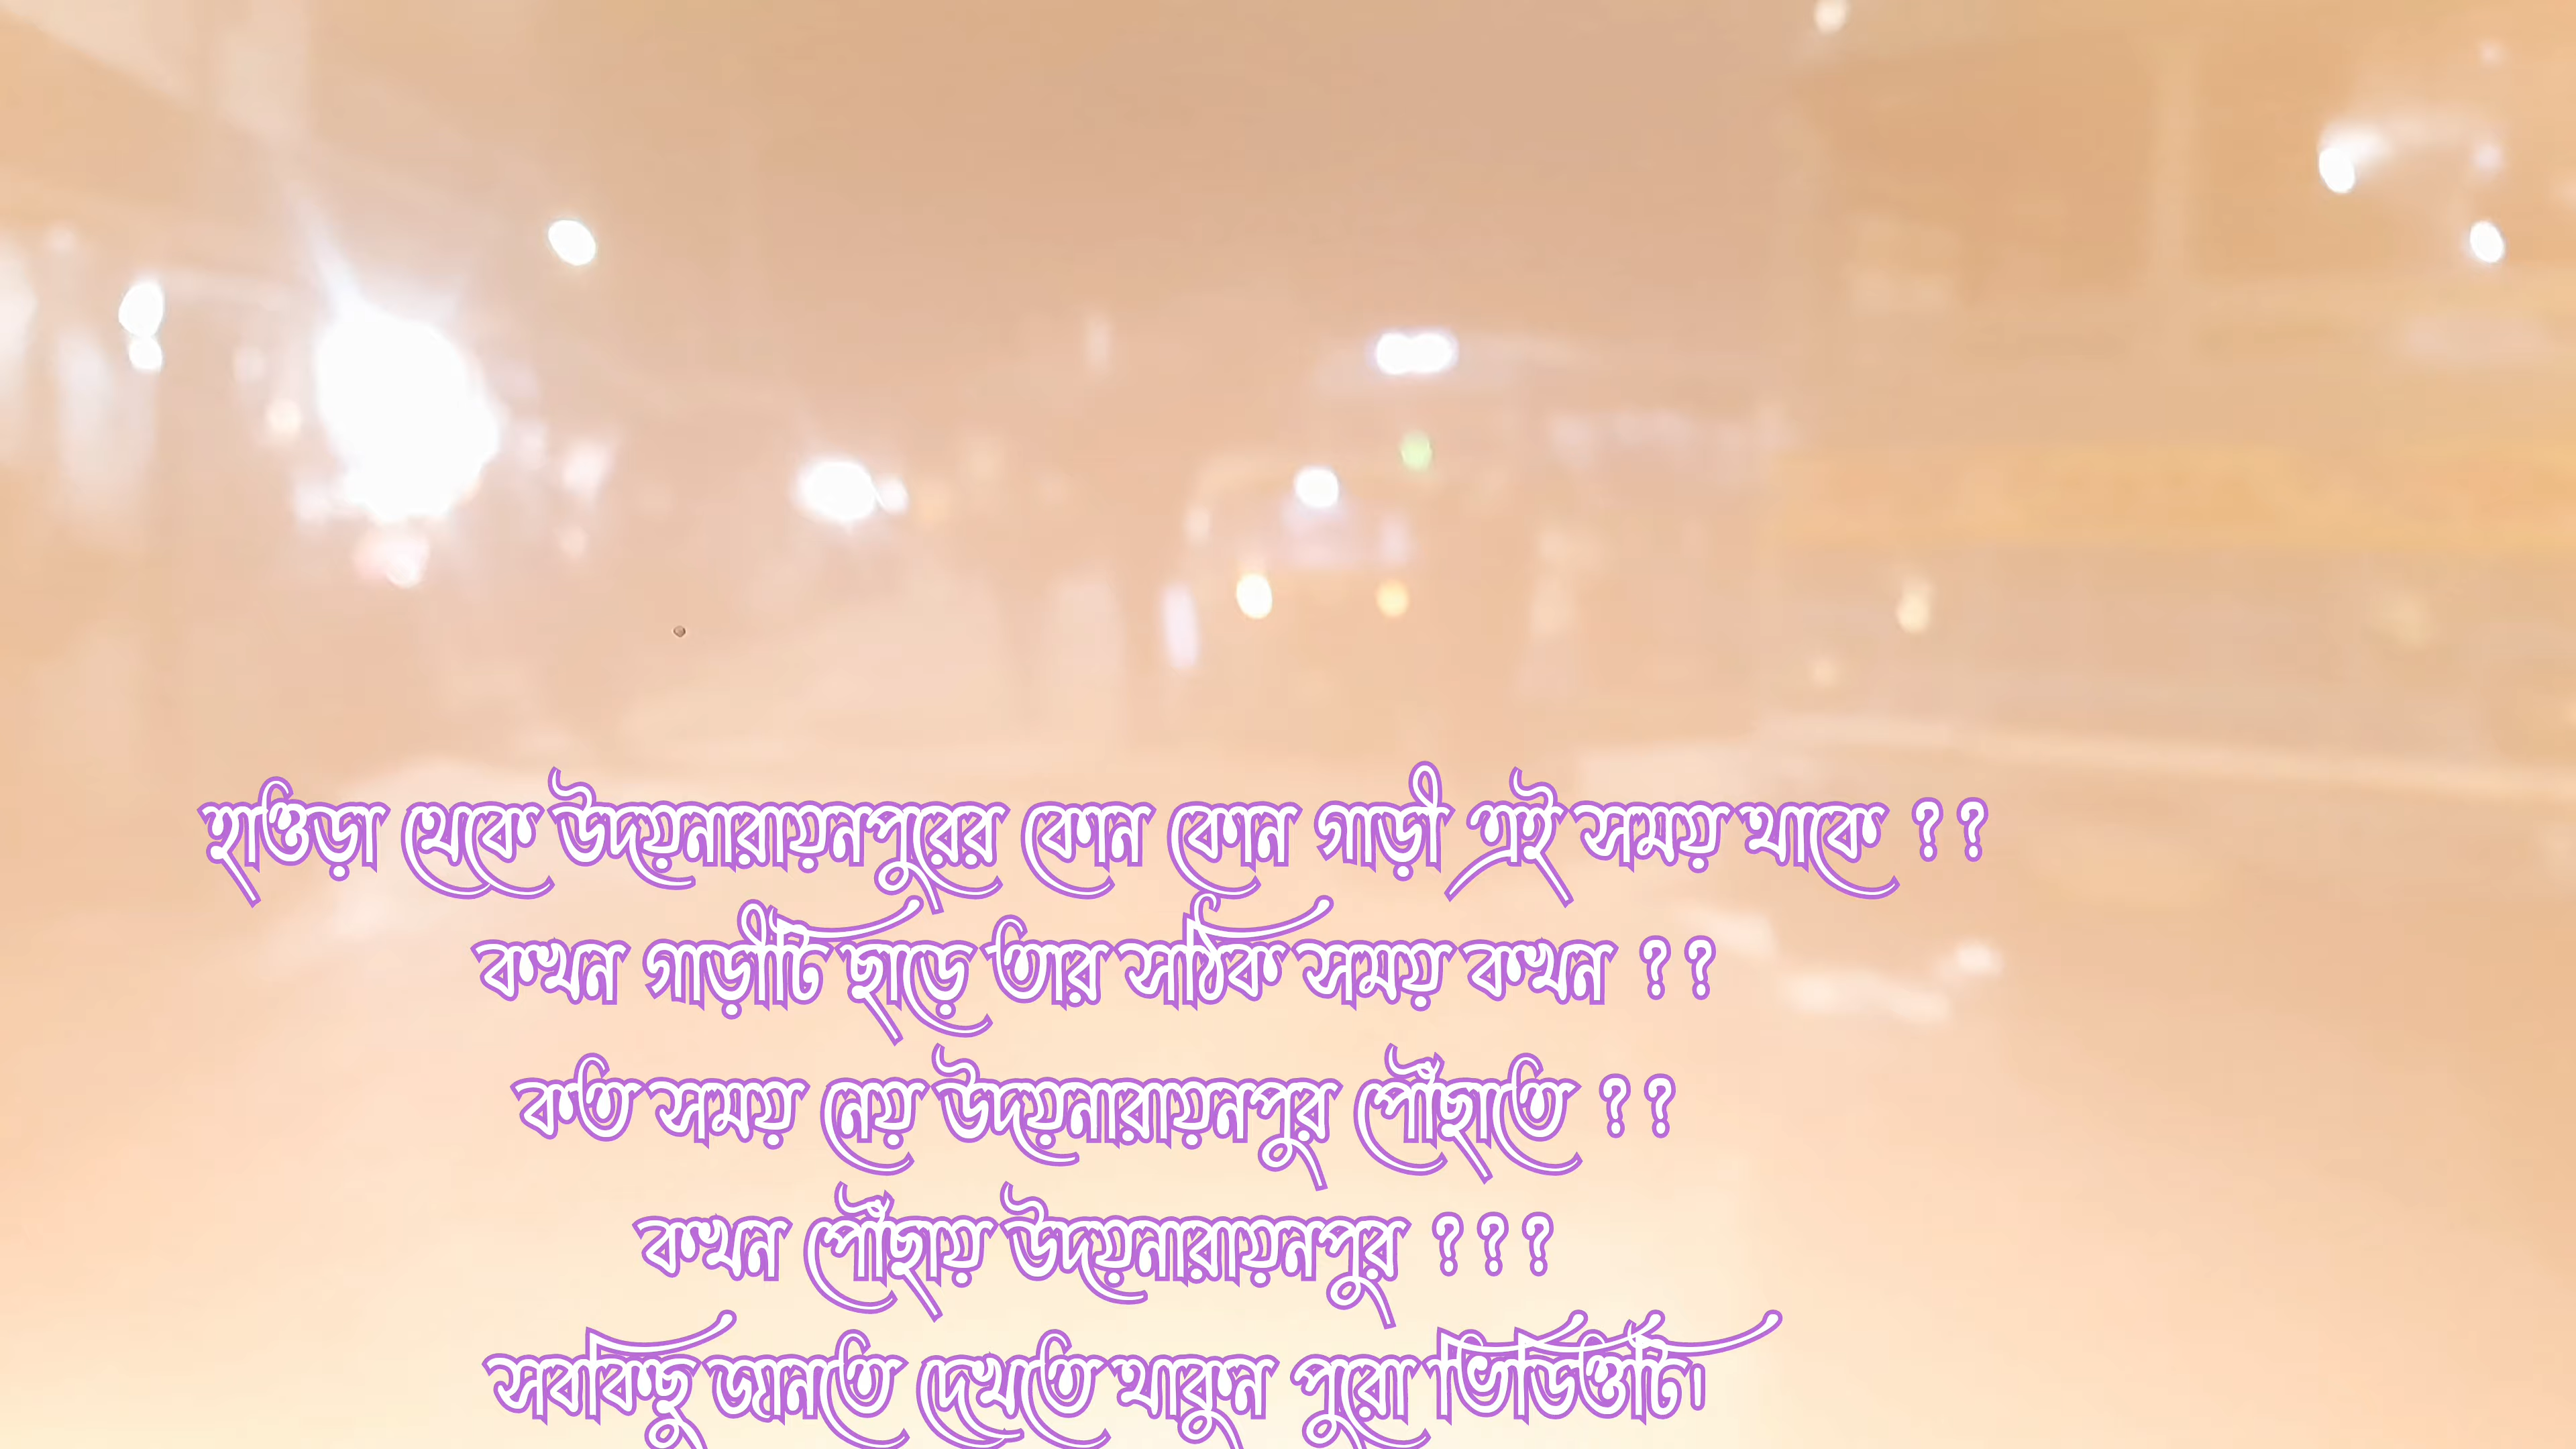 হাওড়া থেকে উদয়নারায়নপুরের কোন কোন গাড়ী এই সময় থাকে ??
কখন গাড়ীটি ছাড়ে তার সঠিক সময় কখন ??
কত সময় নেয় উদয়নারায়নপুর পৌঁছাতে ??
কখন পৌঁছায় উদয়নারায়নপুর ???
সবকিছু জানতে দেখতে থাকুন পুরো ভিডিওটি।